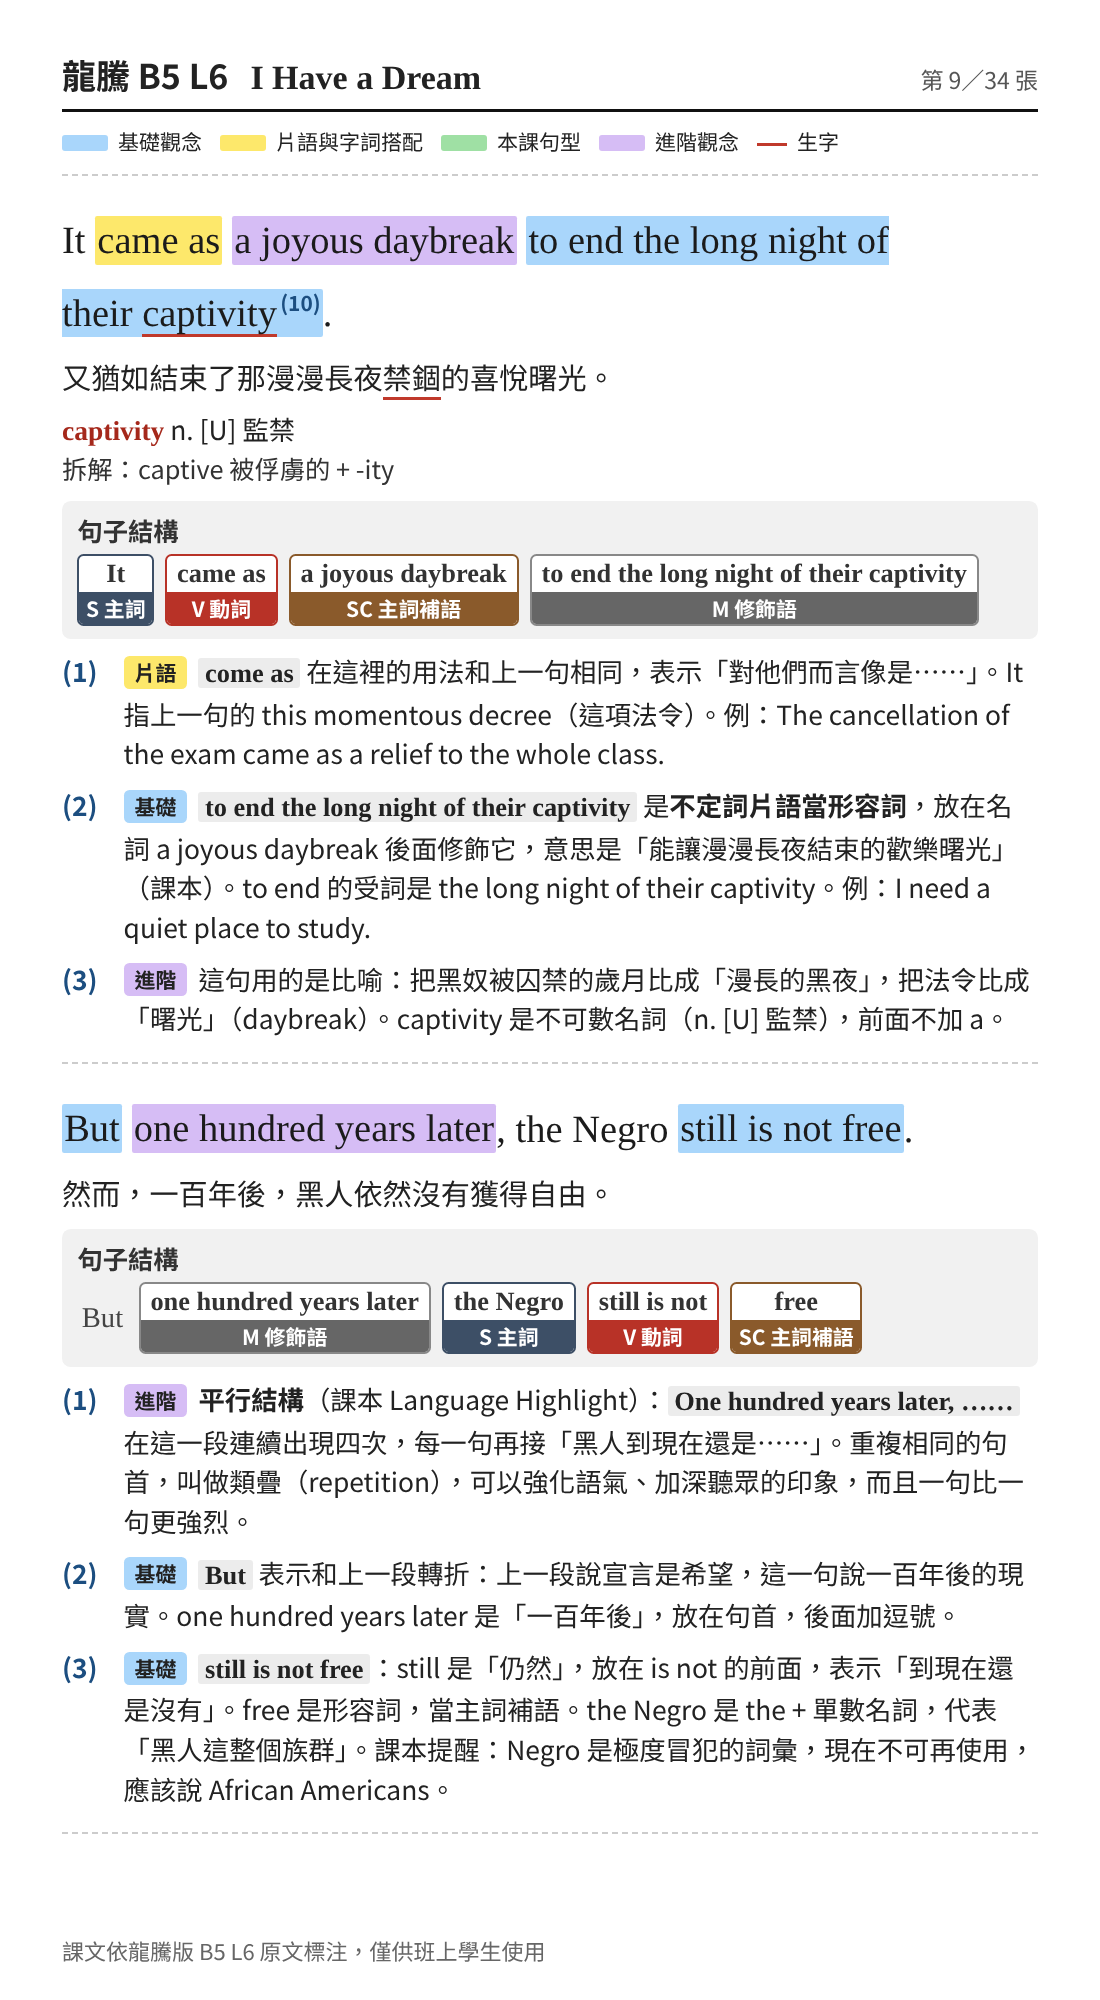 龍騰 B5 L6 I Have a Dream
第 9／34 張
基礎觀念 片語與字詞搭配 本課句型 進階觀念 生字
It came as a joyous daybreak to end the long night of
their captivity(10).
又猶如結束了那漫漫長夜禁錮的喜悅曙光。
captivity n. [U] 監禁
拆解：captive 被俘虜的 + -ity
句子結構
It came as a joyous daybreak to end the long night of their captivity
S 主詞 V 動詞 SC 主詞補語 M 修飾語
(1) 片語 come as 在這裡的用法和上一句相同，表示「對他們而言像是……」。It
指上一句的 this momentous decree（這項法令）。例：The cancellation of
the exam came as a relief to the whole class.
(2) 基礎 to end the long night of their captivity 是不定詞片語當形容詞，放在名
詞 a joyous daybreak 後面修飾它，意思是「能讓漫漫長夜結束的歡樂曙光」
（課本）。to end 的受詞是 the long night of their captivity。例：I need a
quiet place to study.
(3) 進階 這句用的是比喻：把黑奴被囚禁的歲月比成「漫長的黑夜」，把法令比成
「曙光」（daybreak）。captivity 是不可數名詞（n. [U] 監禁），前面不加 a。
But one hundred years later, the Negro still is not free.
然而，一百年後，黑人依然沒有獲得自由。
句子結構
But one hundred years later the Negro still is not free
M 修飾語 S 主詞 V 動詞 SC 主詞補語
(1) 進階 平行結構（課本 Language Highlight）：One hundred years later, ……
在這一段連續出現四次，每一句再接「黑人到現在還是……」。重複相同的句
首，叫做類疊（repetition），可以強化語氣、加深聽眾的印象，而且一句比一
句更強烈。
(2) 基礎 But 表示和上一段轉折：上一段說宣言是希望，這一句說一百年後的現
實。one hundred years later 是「一百年後」，放在句首，後面加逗號。
(3) 基礎 still is not free：still 是「仍然」，放在 is not 的前面，表示「到現在還
是沒有」。free 是形容詞，當主詞補語。the Negro 是 the + 單數名詞，代表
「黑人這整個族群」。課本提醒：Negro 是極度冒犯的詞彙，現在不可再使用，
應該說 African Americans。
課文依龍騰版 B5 L6 原文標注，僅供班上學生使用